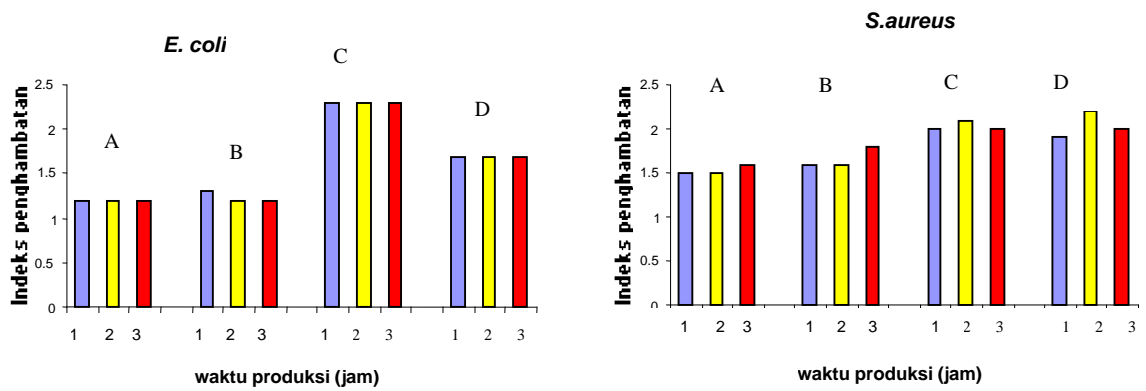 E. coli
Indeks penghambatan
2.5
2
1.5
1
0.5
0
A
B
C
D
1 2 3 1 2 3 1 2 3 1 2 3
waktu produksi (jam)
S.aureus
Indeks penghambatan
2.5
2
1.5
1
0.5
0
A
B
C
D
1 2 3 1 2 3 1 2 3 1 2 3
waktu produksi (jam)